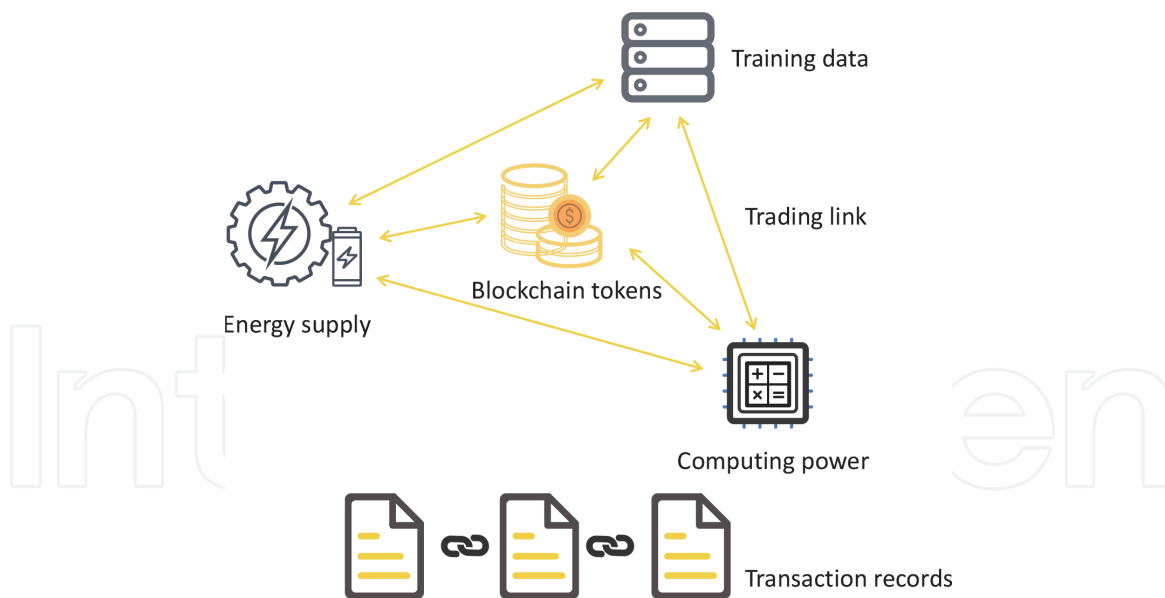 Training data
Trading link
Blockchain tokens
Energy supply
Computing power
Transaction records